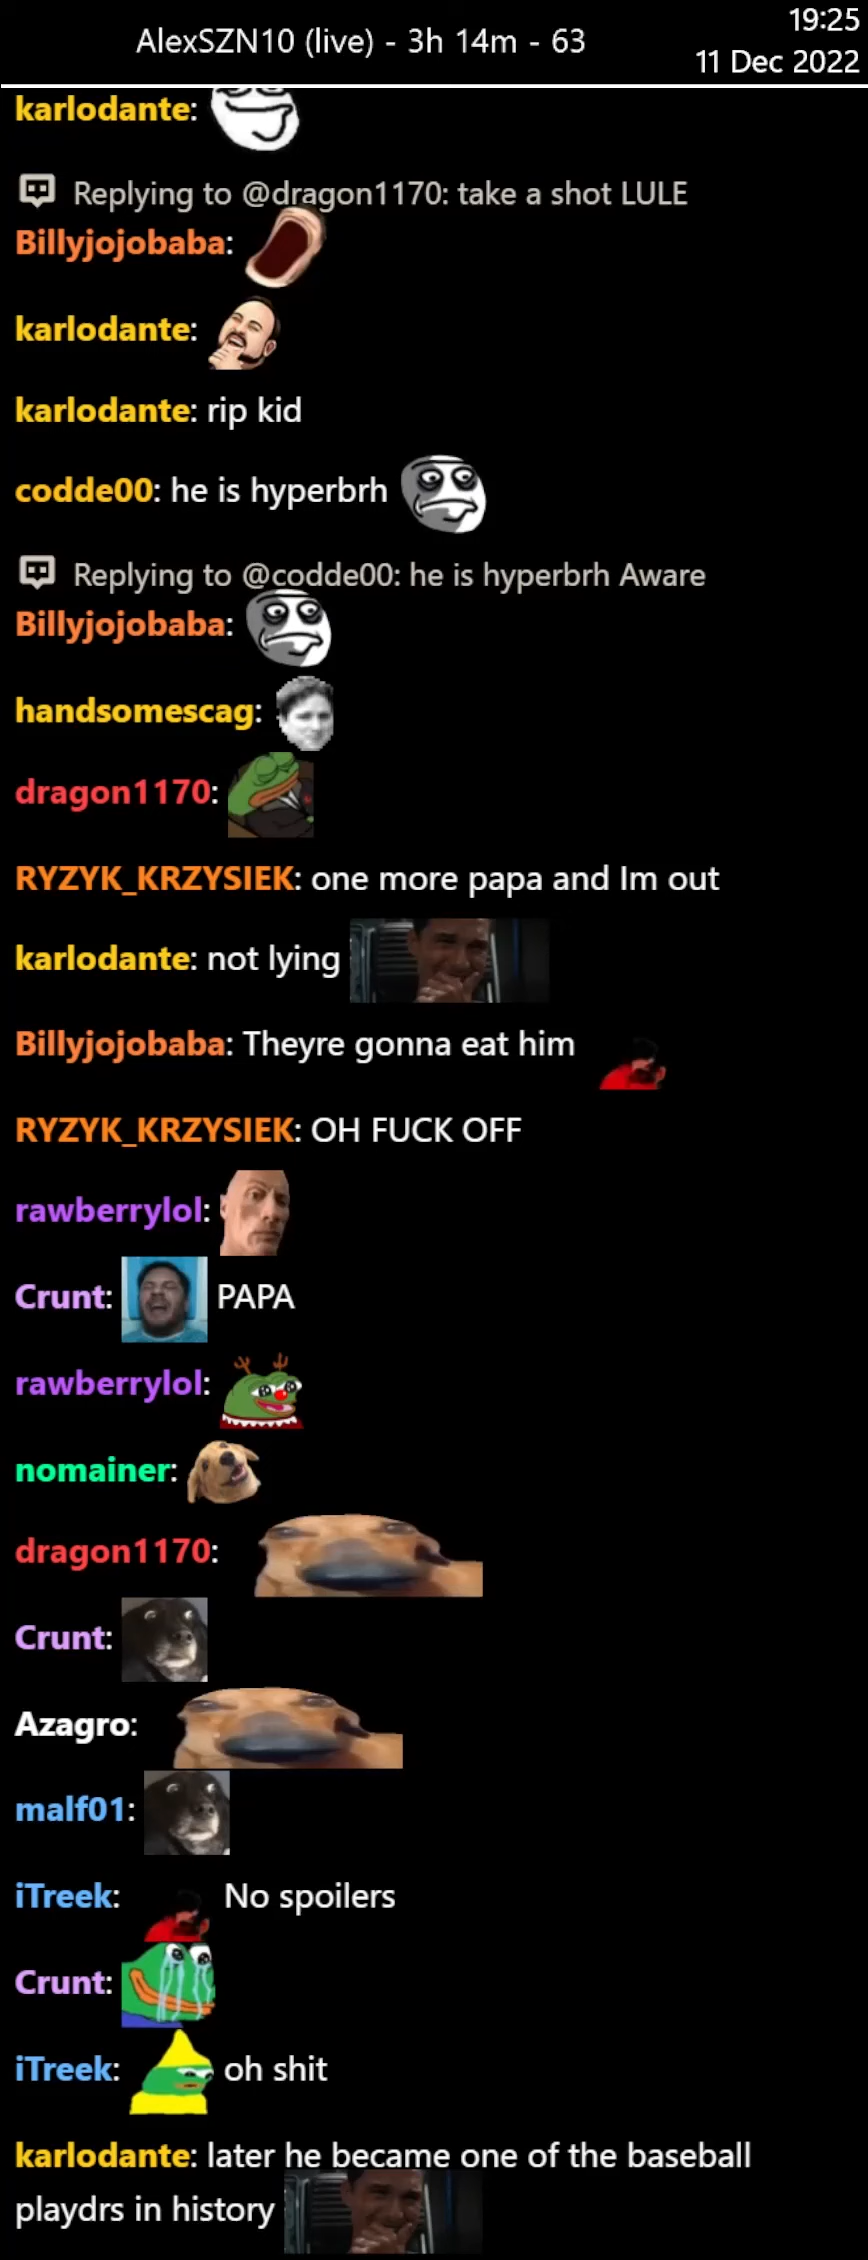 AlexSZN10 (live) - 3h 14m - 63
19:25
11 Dec 2022
karlodante:
Replying to @dragon1170: take a shot LULE
Billyjojobaba:
karlodante:
karlodante: rip kid
codde00: he is hyperbrh
Replying to @codde00: he is hyperbrh Aware
Billyjojobaba:
handsomescag:
dragon1170:
RYZYK_KRZYSIEK: one more papa and Im out
karlodante: not lying
Billyjojobaba: Theyre gonna eat him
RYZYK_KRZYSIEK: OH FUCK OFF
rawberrylol:
Crunt: PAPA
rawberrylol:
nomainer:
dragon1170:
Crunt:
Azagro:
malf01:
iTreek: No spoilers
Crunt:
iTreek: oh shit
karlodante: later he became one of the baseball
playdrs in history